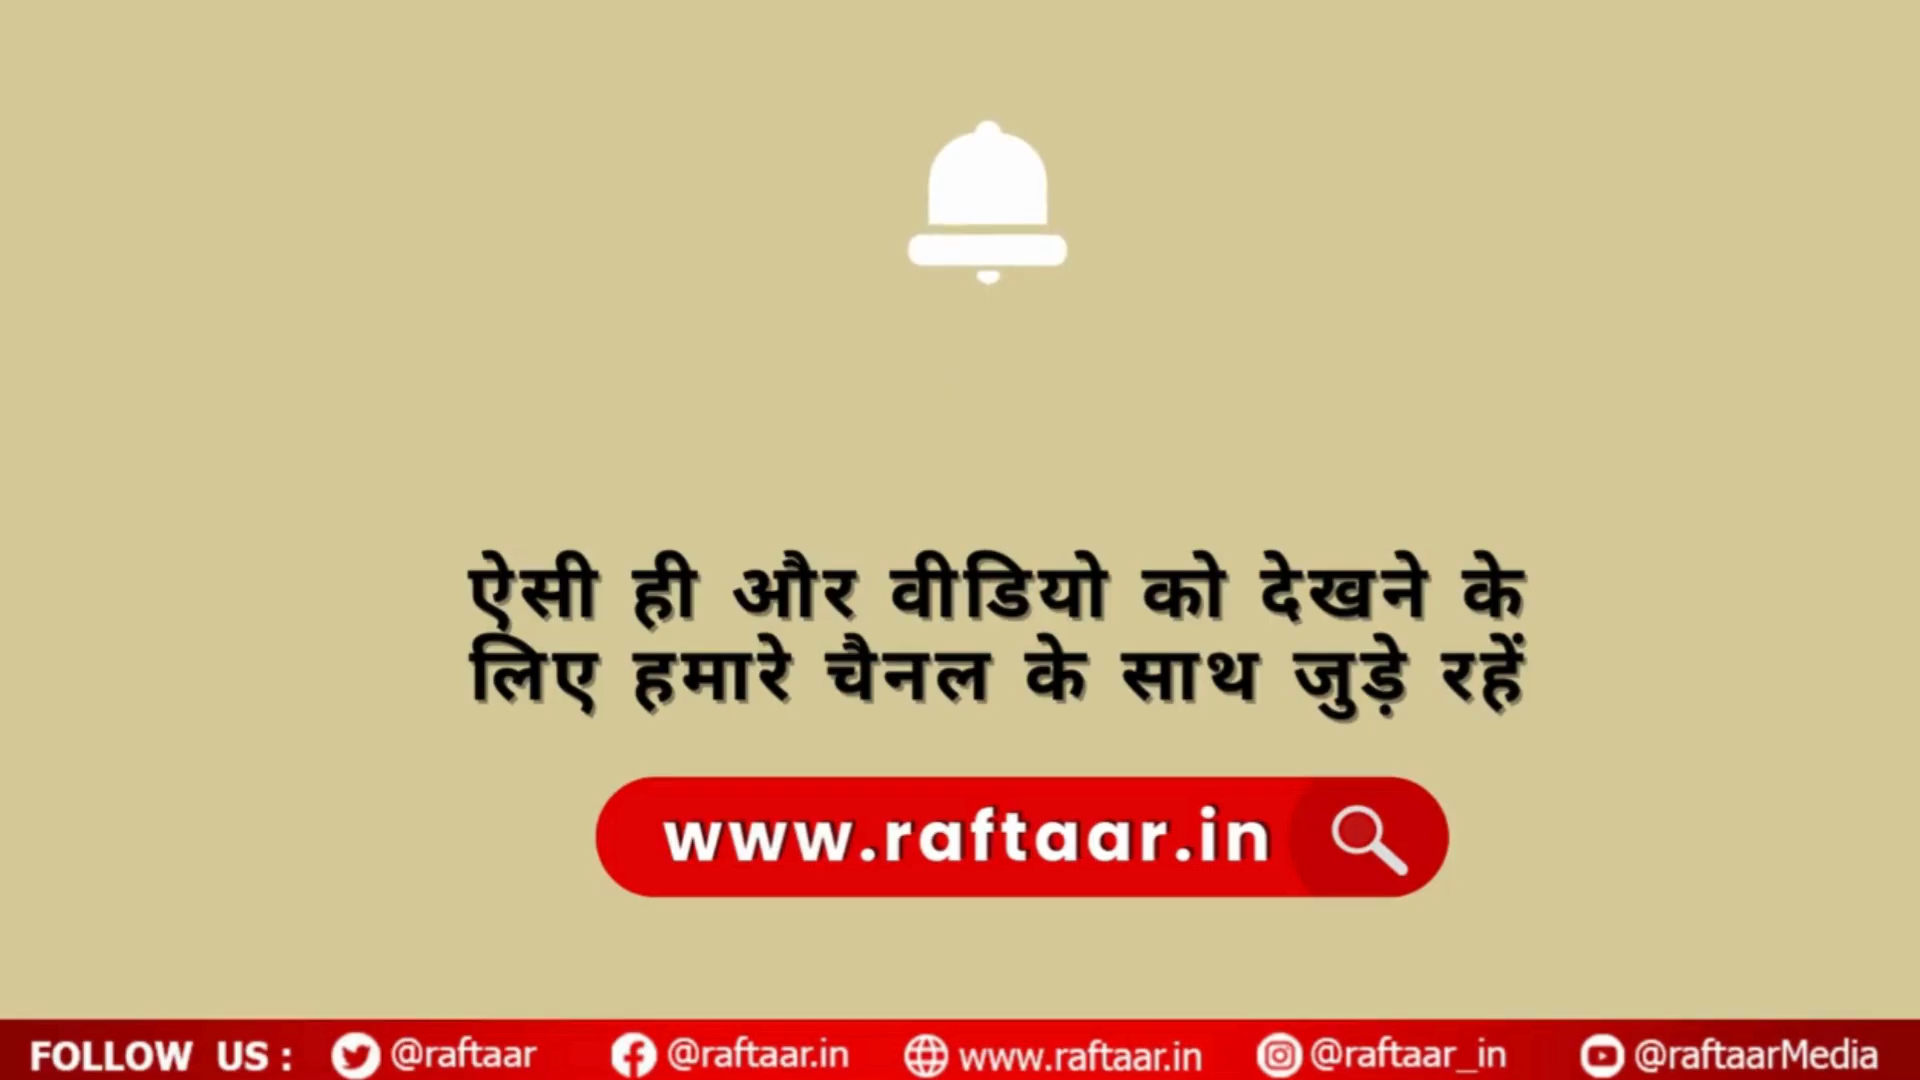 ऐसी ही और वीडियो को देखने के
लिए हमारे चैनल के साथ जुड़े रहें
www.raftaar.in
FOLLOW US : @raftaar @raftaar.in www.raftaar.in @raftaar_in @raftaarMedia